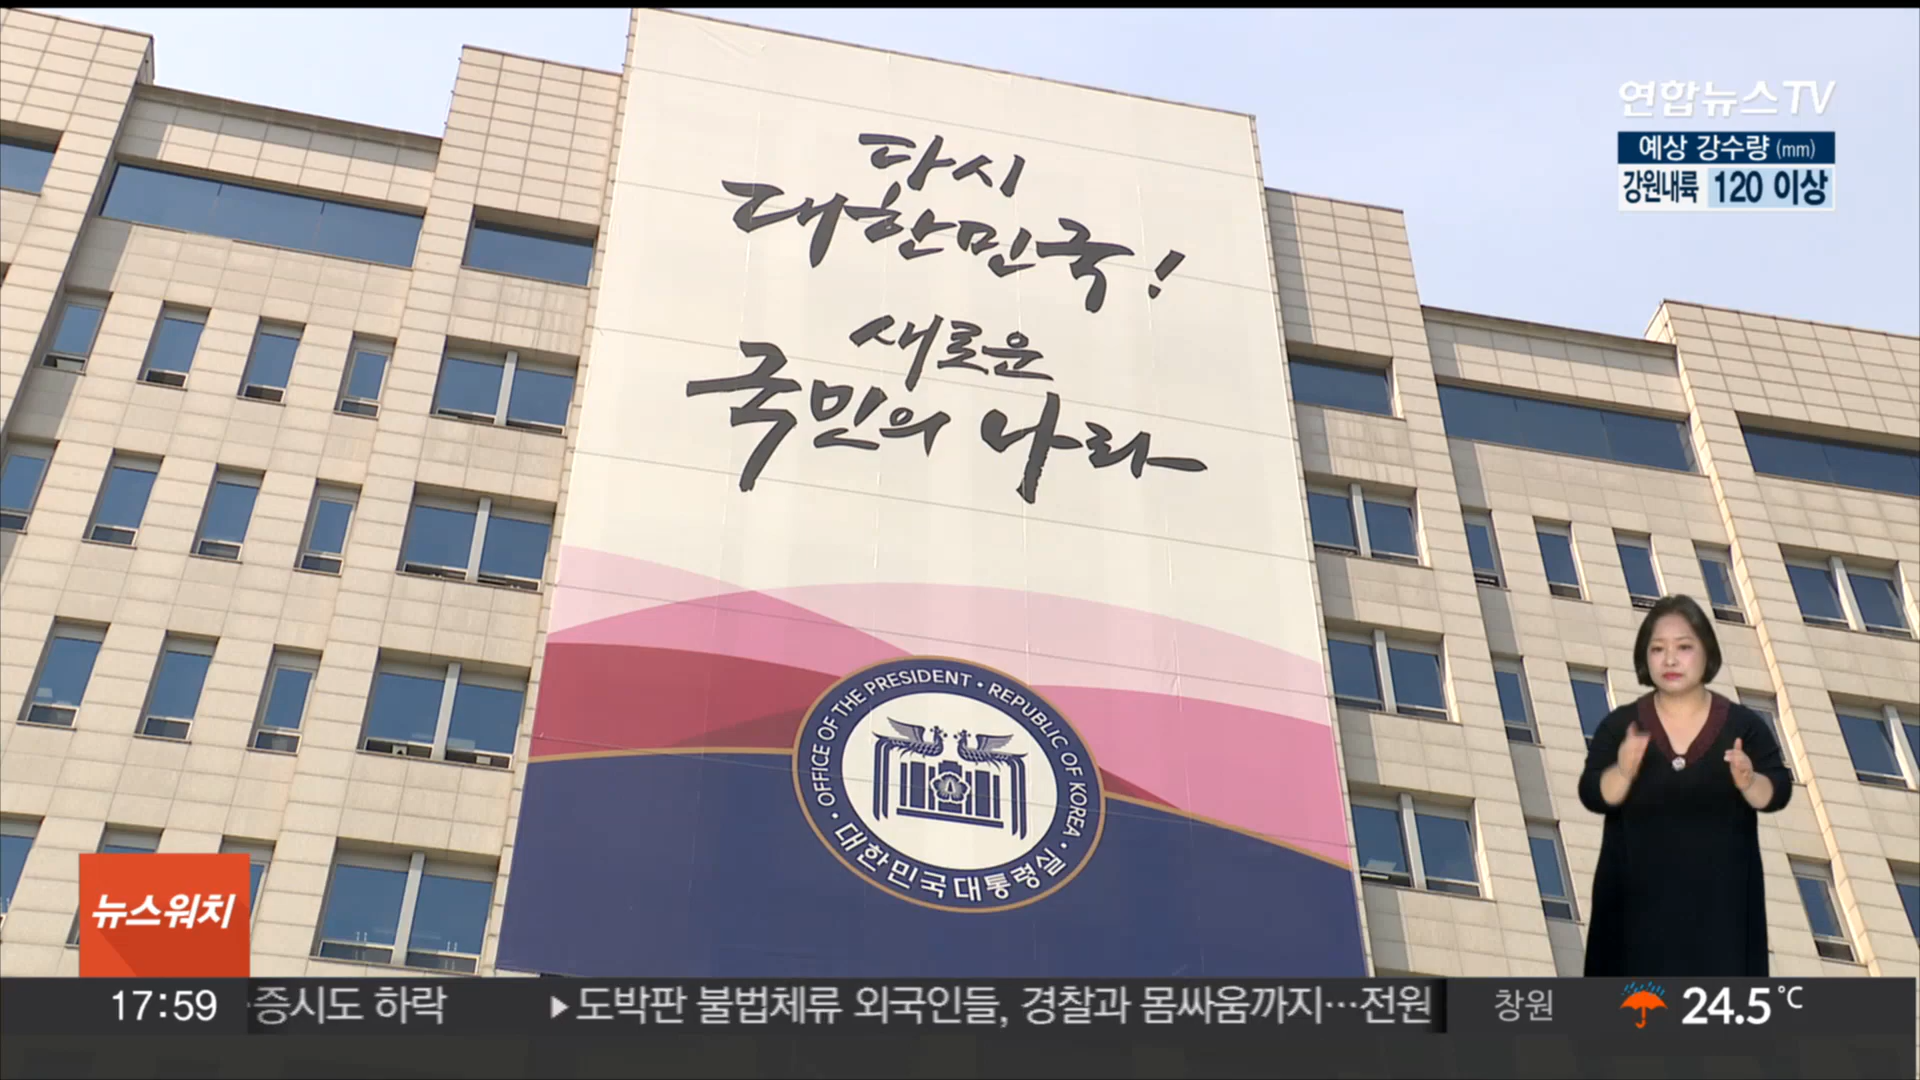 연합뉴스TV
예상 강수량 (mm)
강원내륙 120 이상
다시
대한민국!
새로운
국민의 나라
OFFICE OF THE PRESIDENT • REPUBLIC OF KOREA
대한민국대통령실
뉴스워치
17:59 증시도 하락 ▶도박판 불법체류 외국인들, 경찰과 몸싸움까지…전원 창원 24.5℃